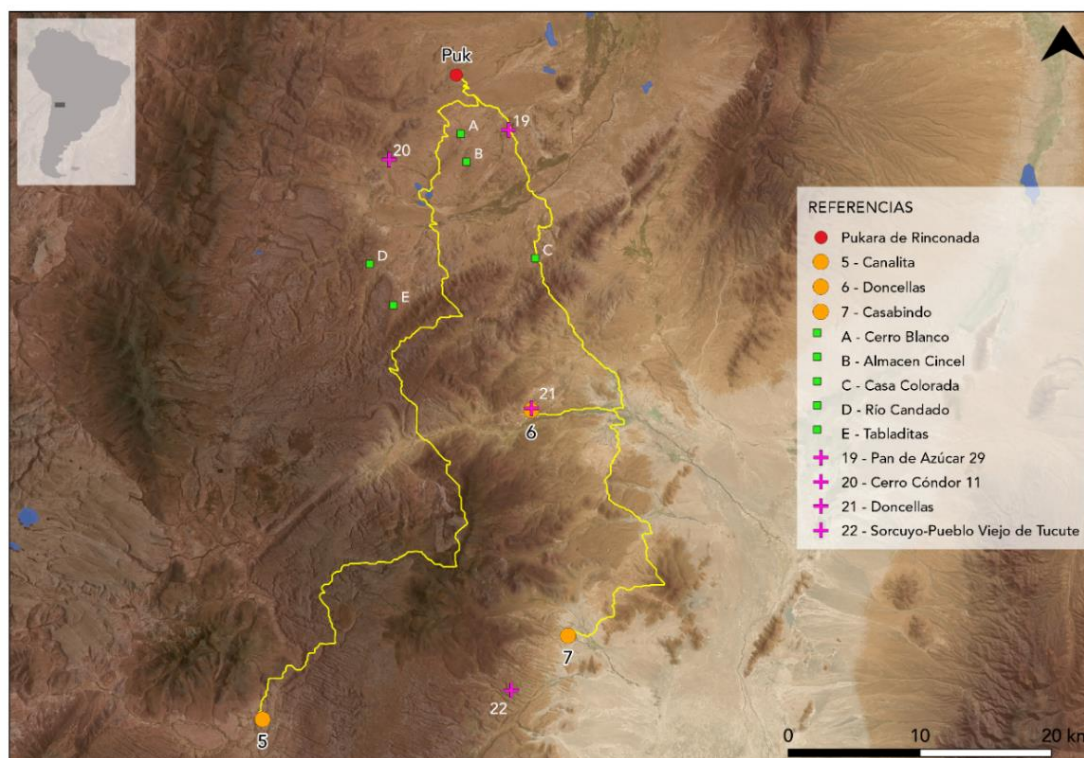 Puk
19
A
20
B
C
D
E
21
6
7
22
5
REFERENCIAS
Pukara de Rinconada
5 - Canalita
6 - Doncellas
7 - Casabindo
A - Cerro Blanco
B - Almacen Cincel
C - Casa Colorada
D - Río Candado
E - Tabladitas
19 - Pan de Azúcar 29
20 - Cerro Cóndor 11
21 - Doncellas
22 - Sorcuyo-Pueblo Viejo de Tucute
0 10 20 km